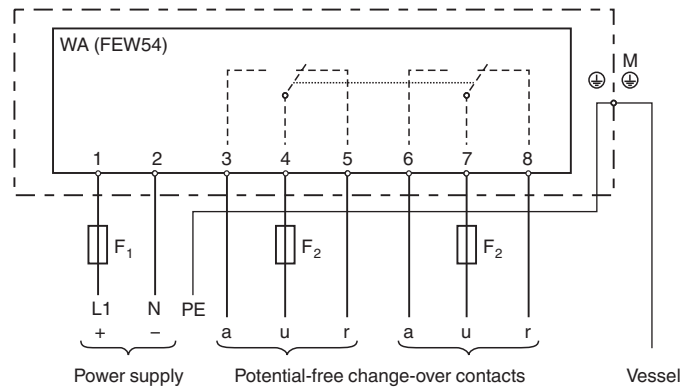 WA (FEW54)
M
1 2 3 4 5 6 7 8
F1 F2 F2
L1 N PE
+ – a u r a u r
Power supply Potential-free change-over contacts Vessel